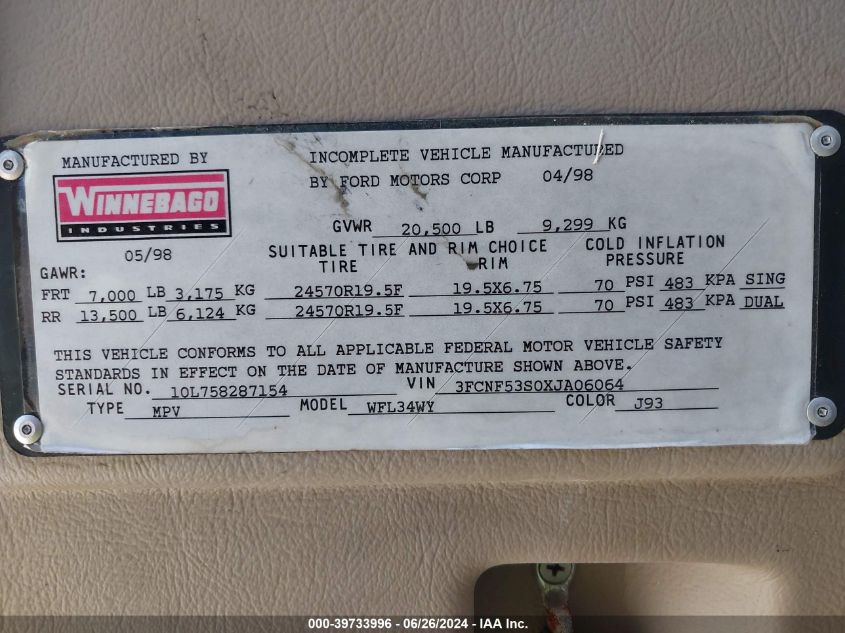 MANUFACTURED BY
INCOMPLETE VEHICLE MANUFACTURED
BY FORD MOTORS CORP 04/98
WINNEBAGO
INDUSTRIES
GVWR 20,500 LB 9,299 KG
05/98
SUITABLE TIRE AND RIM CHOICE
COLD INFLATION
TIRE RIM PRESSURE
GAWR:
FRT 7,000 LB 3,175 KG 24570R19.5F 19.5X6.75 70 PSI 483 KPA SING
RR 13,500 LB 6,124 KG 24570R19.5F 19.5X6.75 70 PSI 483 KPA DUAL
THIS VEHICLE CONFORMS TO ALL APPLICABLE FEDERAL MOTOR VEHICLE SAFETY
STANDARDS IN EFFECT ON THE DATE OF MANUFACTURE SHOWN ABOVE.
SERIAL NO. 10L758287154 VIN 3FCNF53S0XJA06064
TYPE MPV MODEL WFL34WY COLOR J93
000-39733996 - 06/26/2024 - IAA Inc.